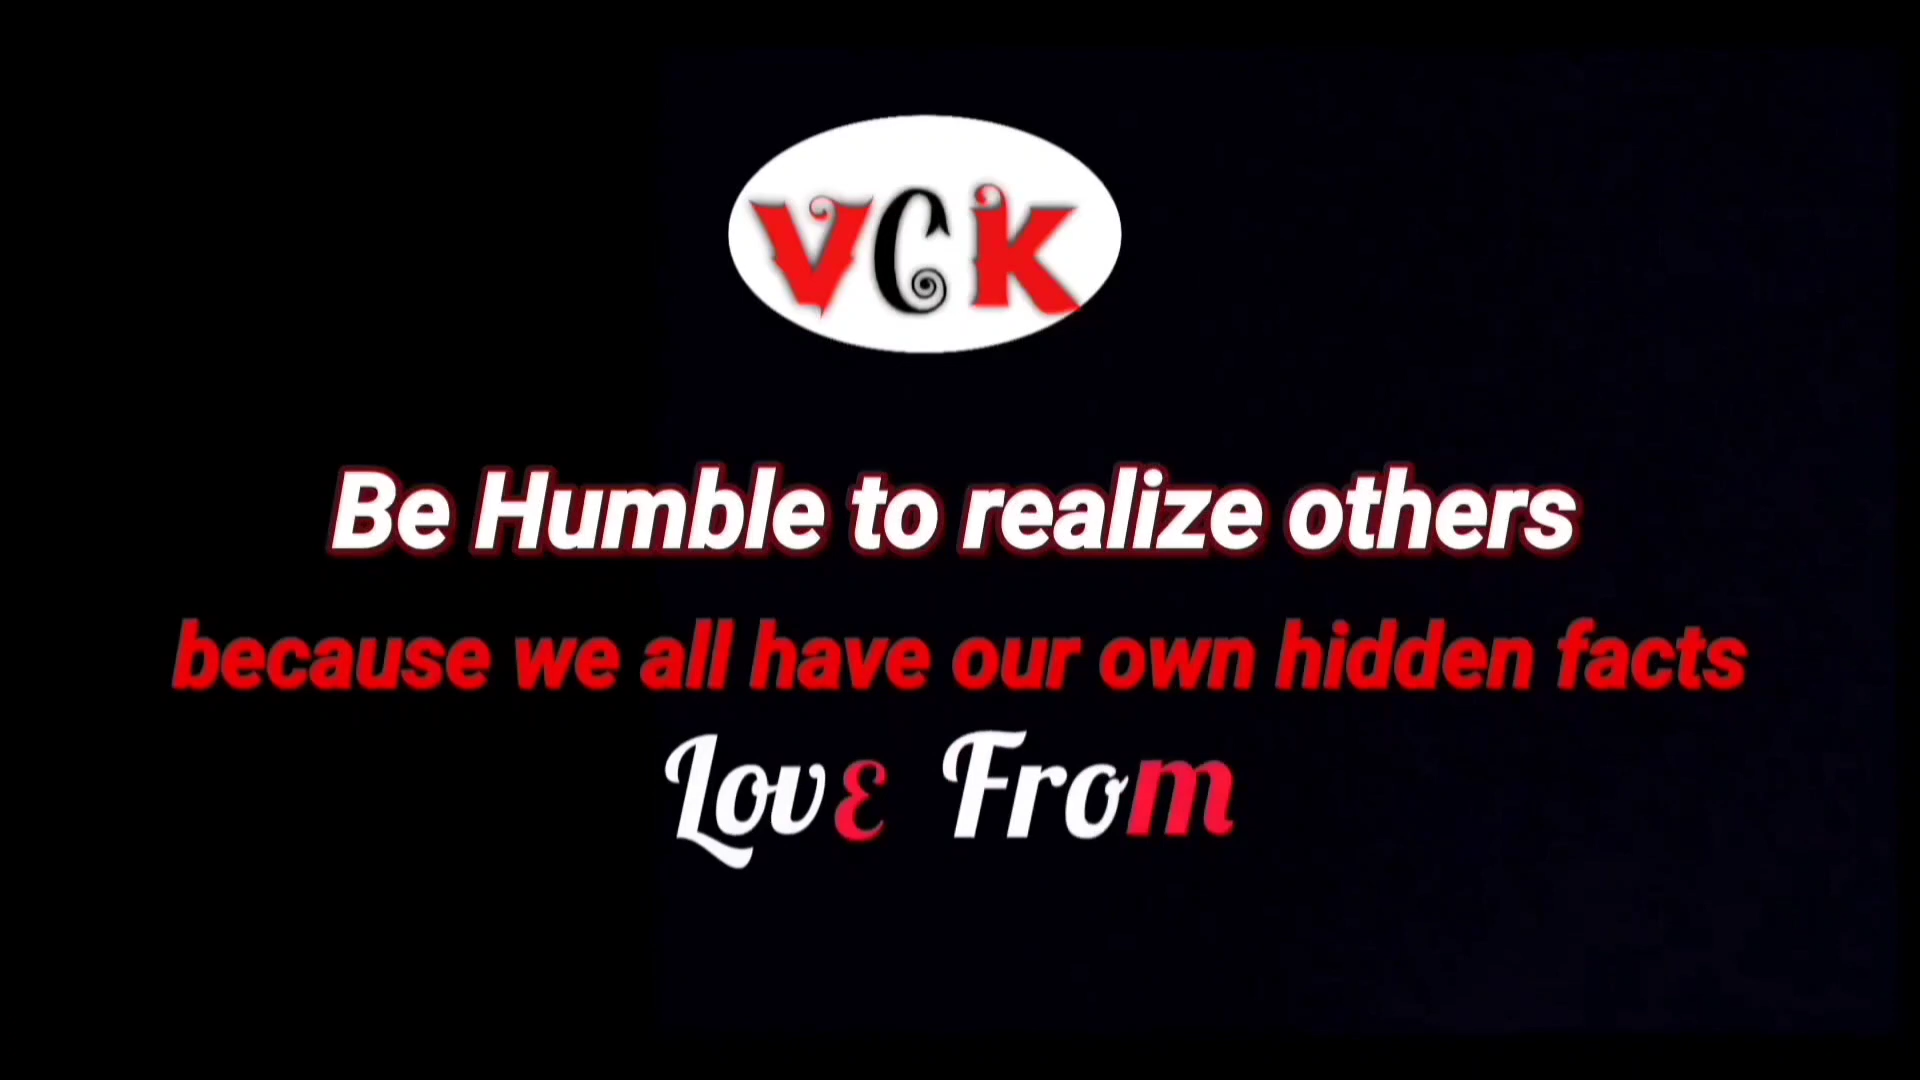 VCK
Be Humble to realize others
because we all have our own hidden facts
Love From